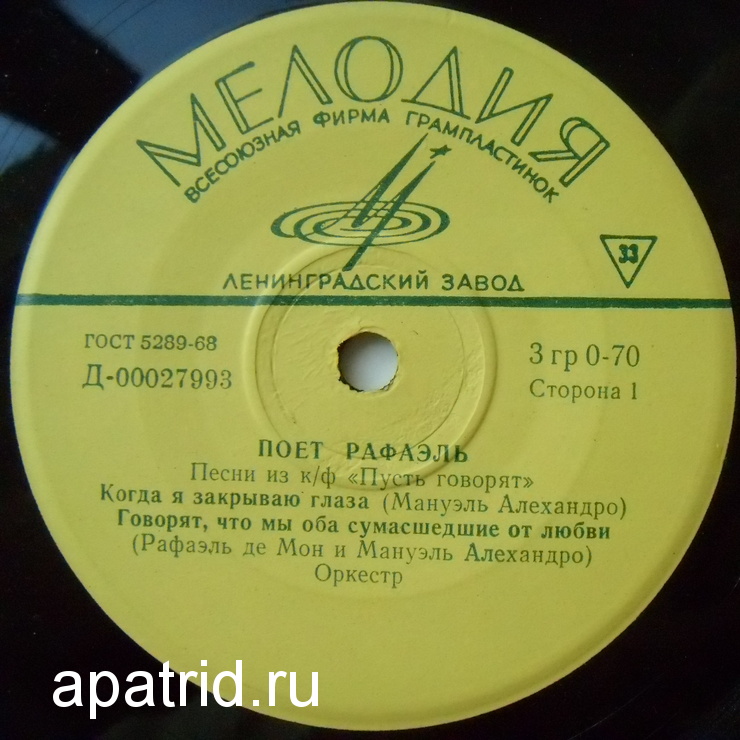 МЕЛОДИЯ
ВСЕСОЮЗНАЯ ФИРМА ГРАМПЛАСТИНОК
33
ЛЕНИНГРАДСКИЙ ЗАВОД
ГОСТ 5289-68
Д-00027993
3 гр 0-70
Сторона 1
ПОЕТ РАФАЭЛЬ
Песни из к/ф «Пусть говорят»
Когда я закрываю глаза (Мануэль Алехандро)
Говорят, что мы оба сумасшедшие от любви
(Рафаэль де Мон и Мануэль Алехандро)
Оркестр
apatrid.ru